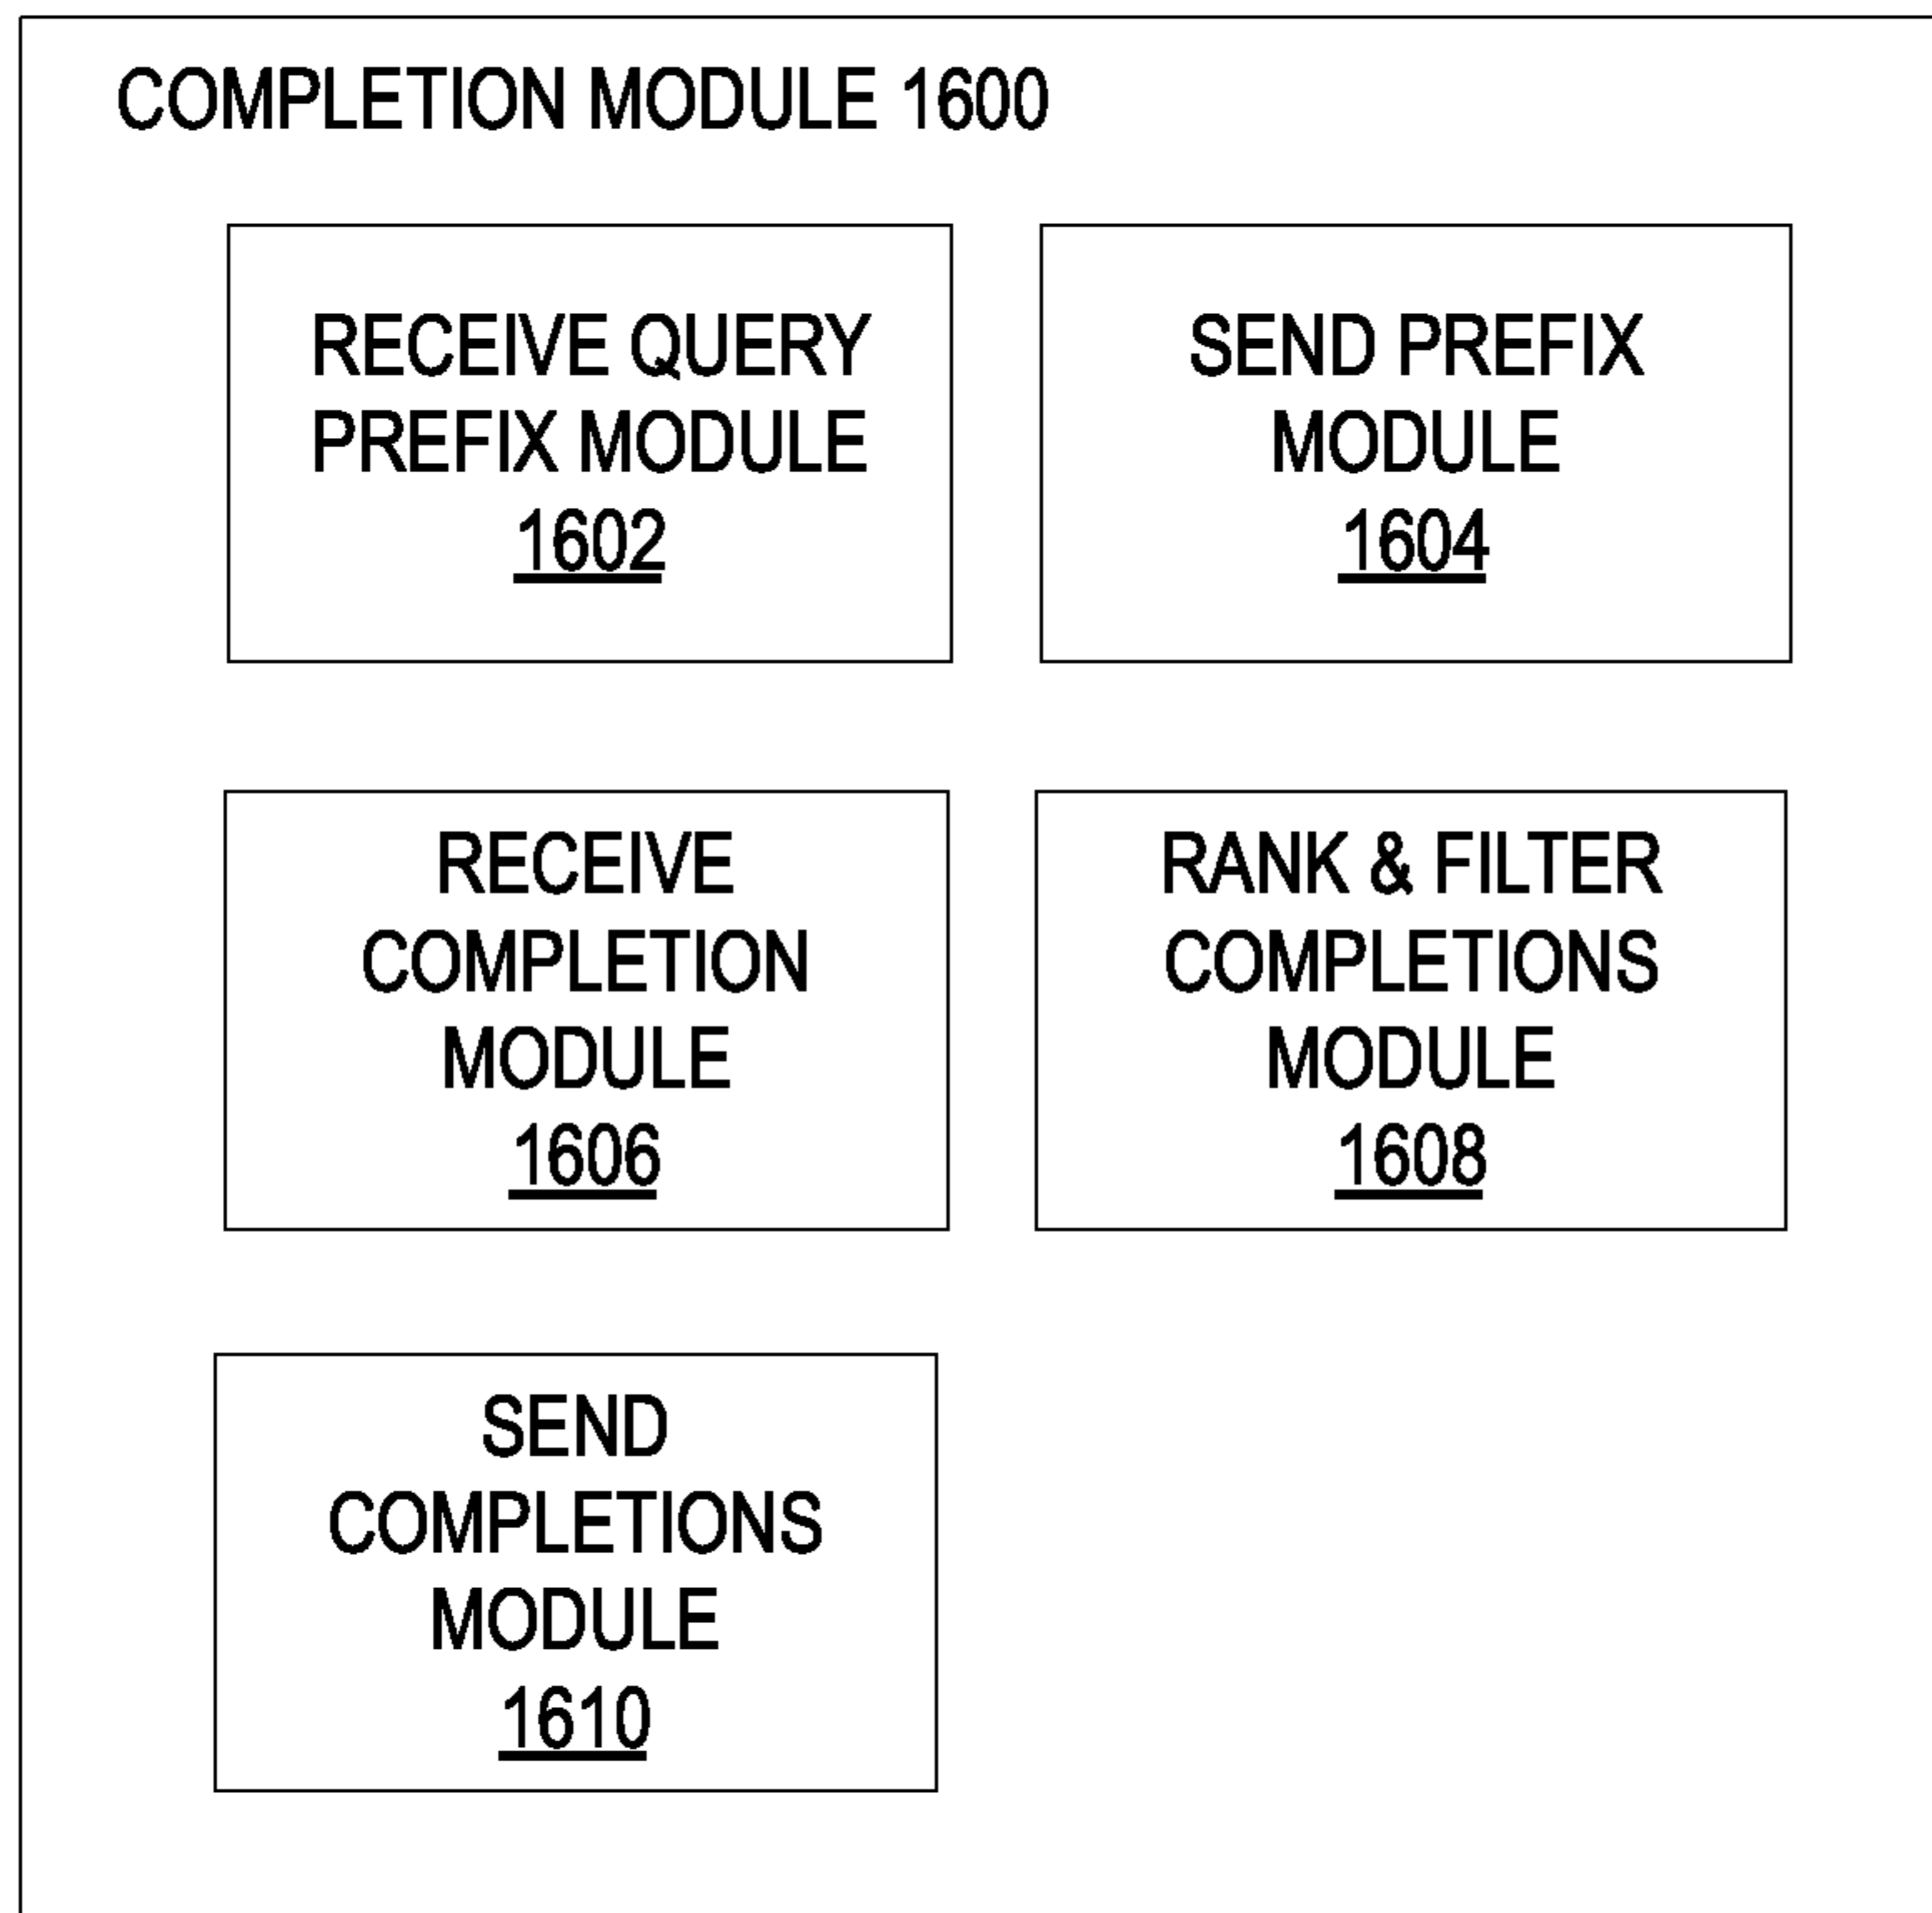 COMPLETION MODULE 1600
RECEIVE QUERY
PREFIX MODULE
1602
SEND PREFIX
MODULE
1604
RECEIVE
COMPLETION
MODULE
1606
RANK & FILTER
COMPLETIONS
MODULE
1608
SEND
COMPLETIONS
MODULE
1610